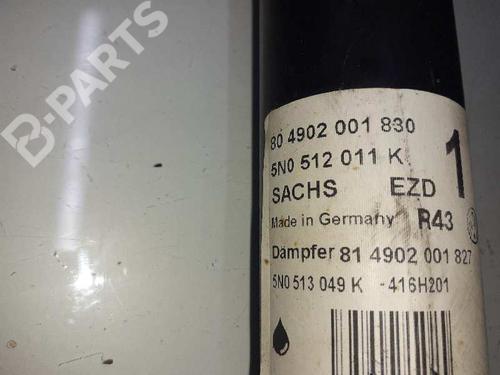 B-PARTS
80 4902 001 830
5N0 512 011 K
SACHS EZD 1
Made in Germany R43
Dämpfer 81 4902 001 827
5N0 513 049 K -416H201